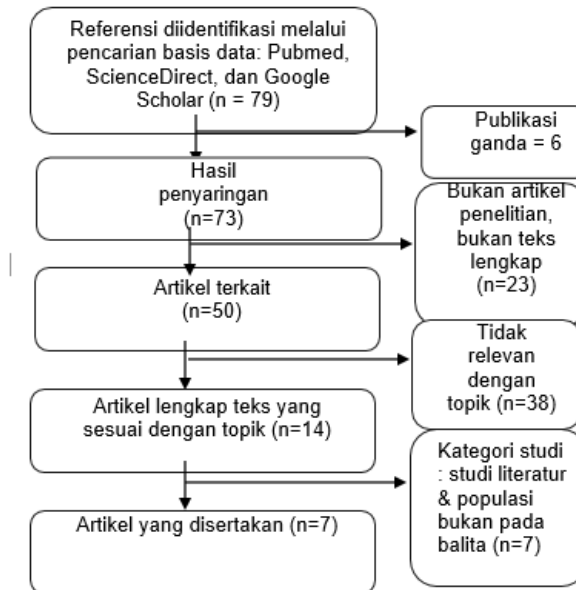 Referensi diidentifikasi melalui
pencarian basis data: Pubmed,
ScienceDirect, dan Google
Scholar (n = 79)
Publikasi
ganda = 6
Hasil
penyaringan
(n=73)
Bukan artikel
penelitian,
bukan teks
lengkap
(n=23)
Artikel terkait
(n=50)
Tidak
relevan
dengan
topik (n=38)
Artikel lengkap teks yang
sesuai dengan topik (n=14)
Kategori studi
: studi literatur
& populasi
bukan pada
balita (n=7)
Artikel yang disertakan (n=7)